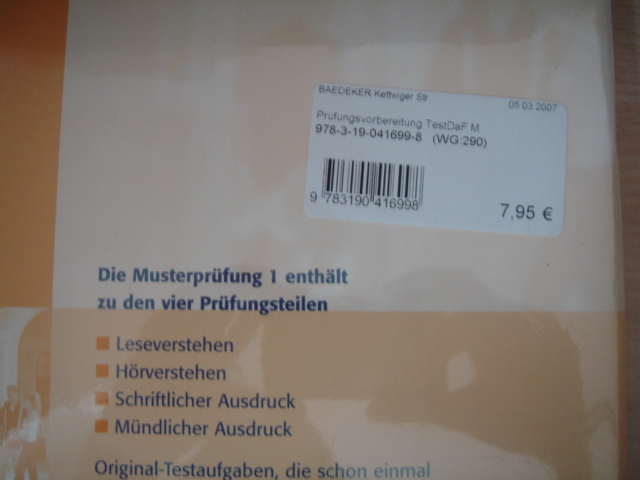 BAEDEKER Kettwiger Str
05.03.2007
Prüfungsvorbereitung TestDaF M
978-3-19-041699-8 (WG:290)
9 783190 416998
7,95 €
Die Musterprüfung 1 enthält
zu den vier Prüfungsteilen
Leseverstehen
Hörverstehen
Schriftlicher Ausdruck
Mündlicher Ausdruck
Original-Testaufgaben, die schon einmal